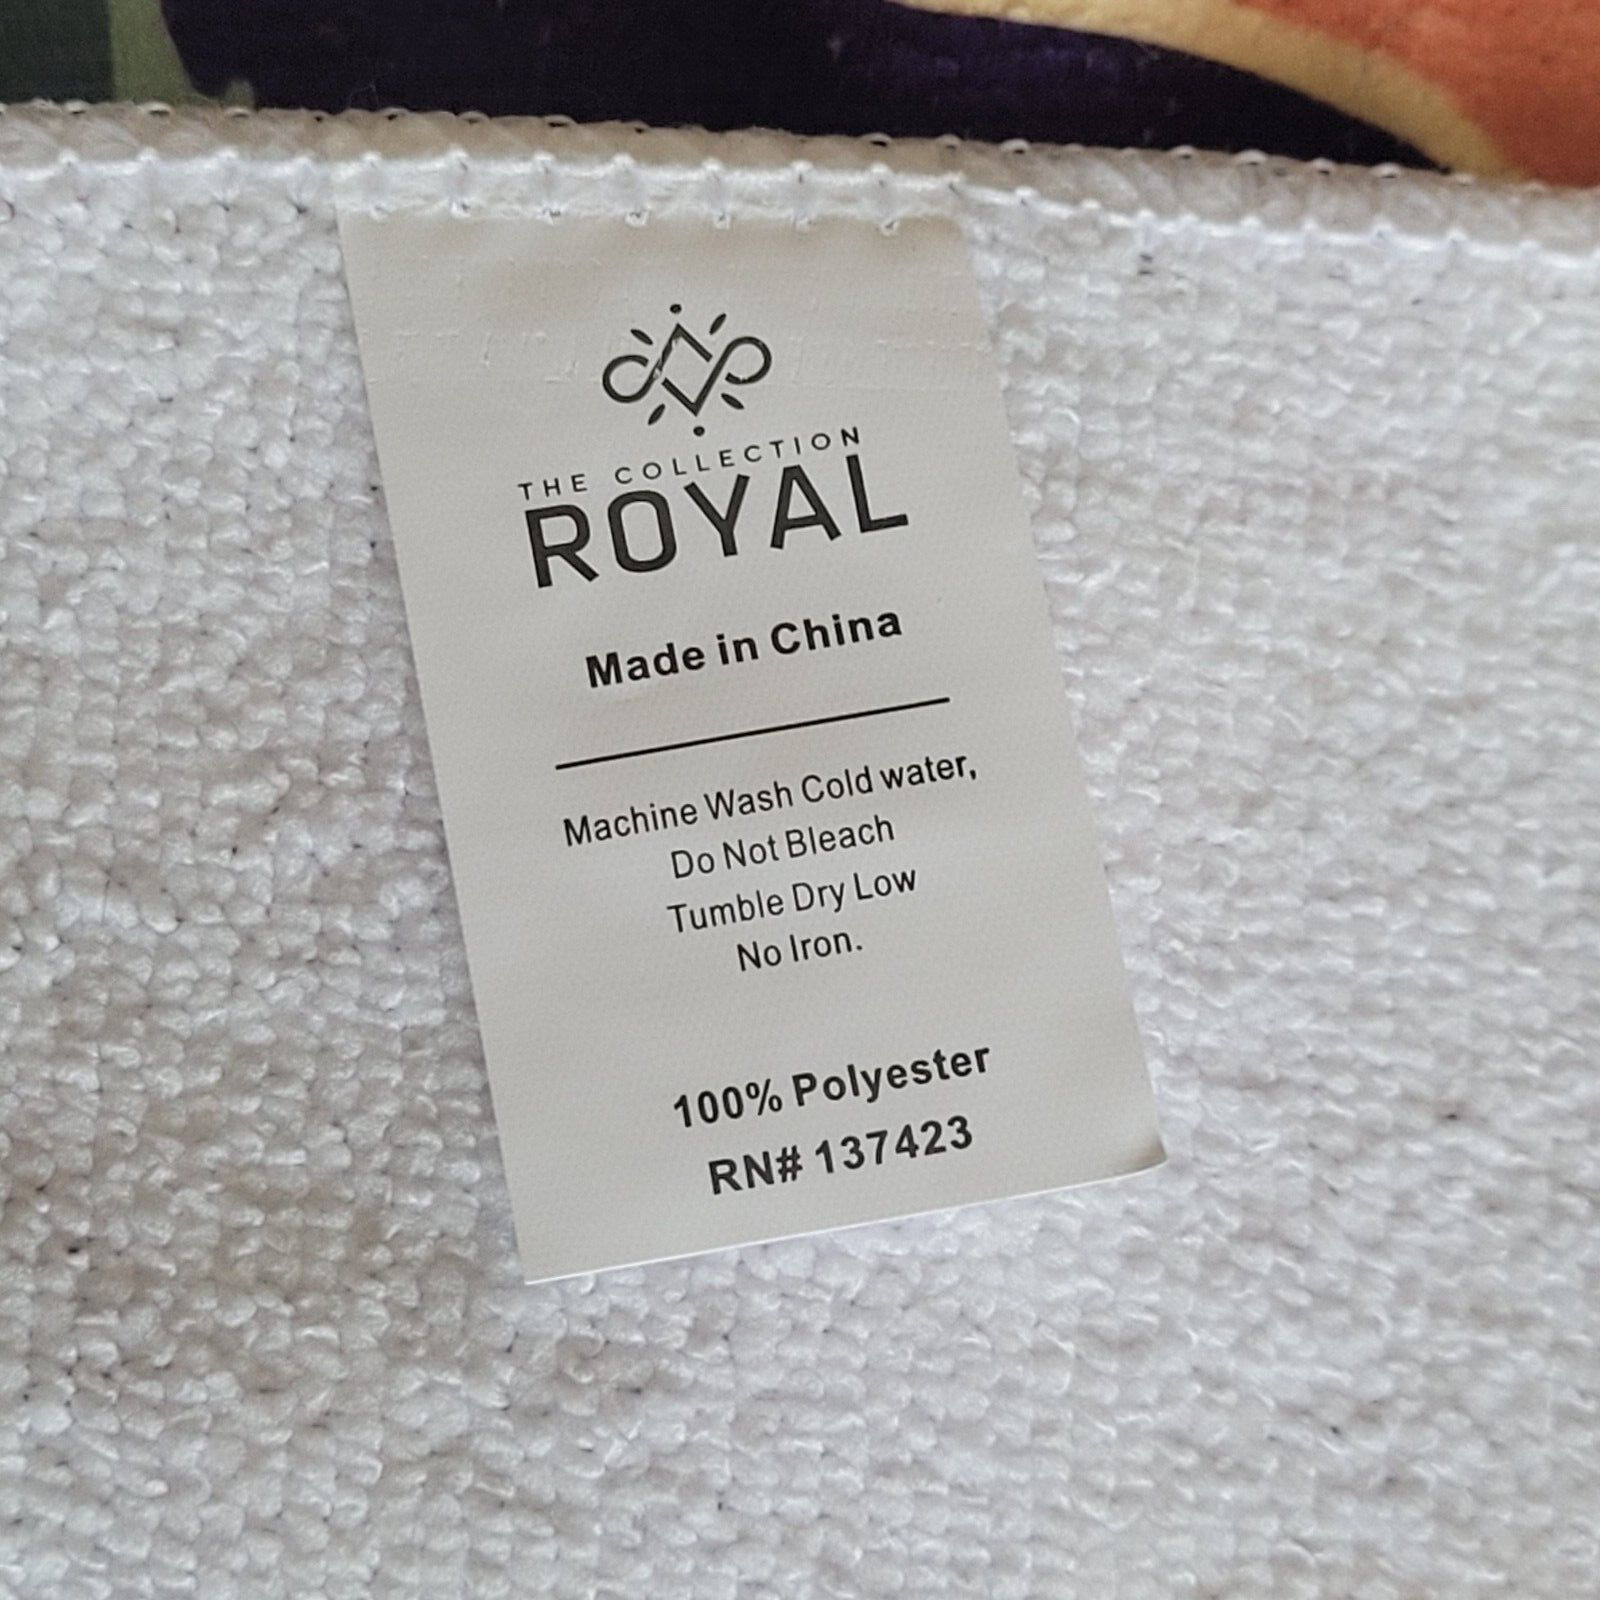 THE COLLECTION
ROYAL
Made in China
Machine Wash Cold water,
Do Not Bleach
Tumble Dry Low
No Iron.
100% Polyester
RN# 137423